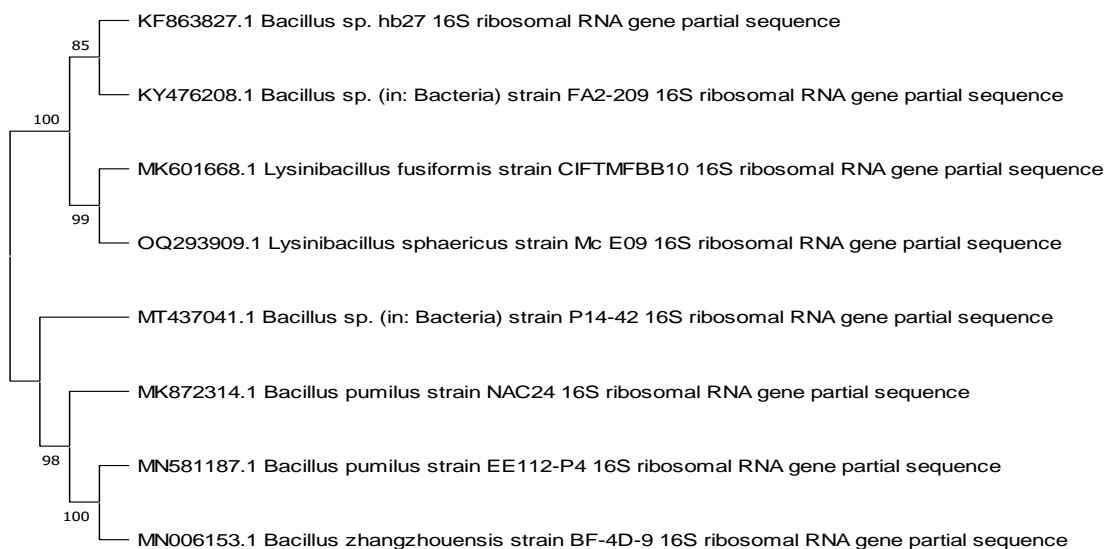 KF863827.1 Bacillus sp. hb27 16S ribosomal RNA gene partial sequence
85
KY476208.1 Bacillus sp. (in: Bacteria) strain FA2-209 16S ribosomal RNA gene partial sequence
100
MK601668.1 Lysinibacillus fusiformis strain CIFTMFBB10 16S ribosomal RNA gene partial sequence
99
OQ293909.1 Lysinibacillus sphaericus strain Mc E09 16S ribosomal RNA gene partial sequence
MT437041.1 Bacillus sp. (in: Bacteria) strain P14-42 16S ribosomal RNA gene partial sequence
MK872314.1 Bacillus pumilus strain NAC24 16S ribosomal RNA gene partial sequence
98
MN581187.1 Bacillus pumilus strain EE112-P4 16S ribosomal RNA gene partial sequence
100
MN006153.1 Bacillus zhangzhouensis strain BF-4D-9 16S ribosomal RNA gene partial sequence